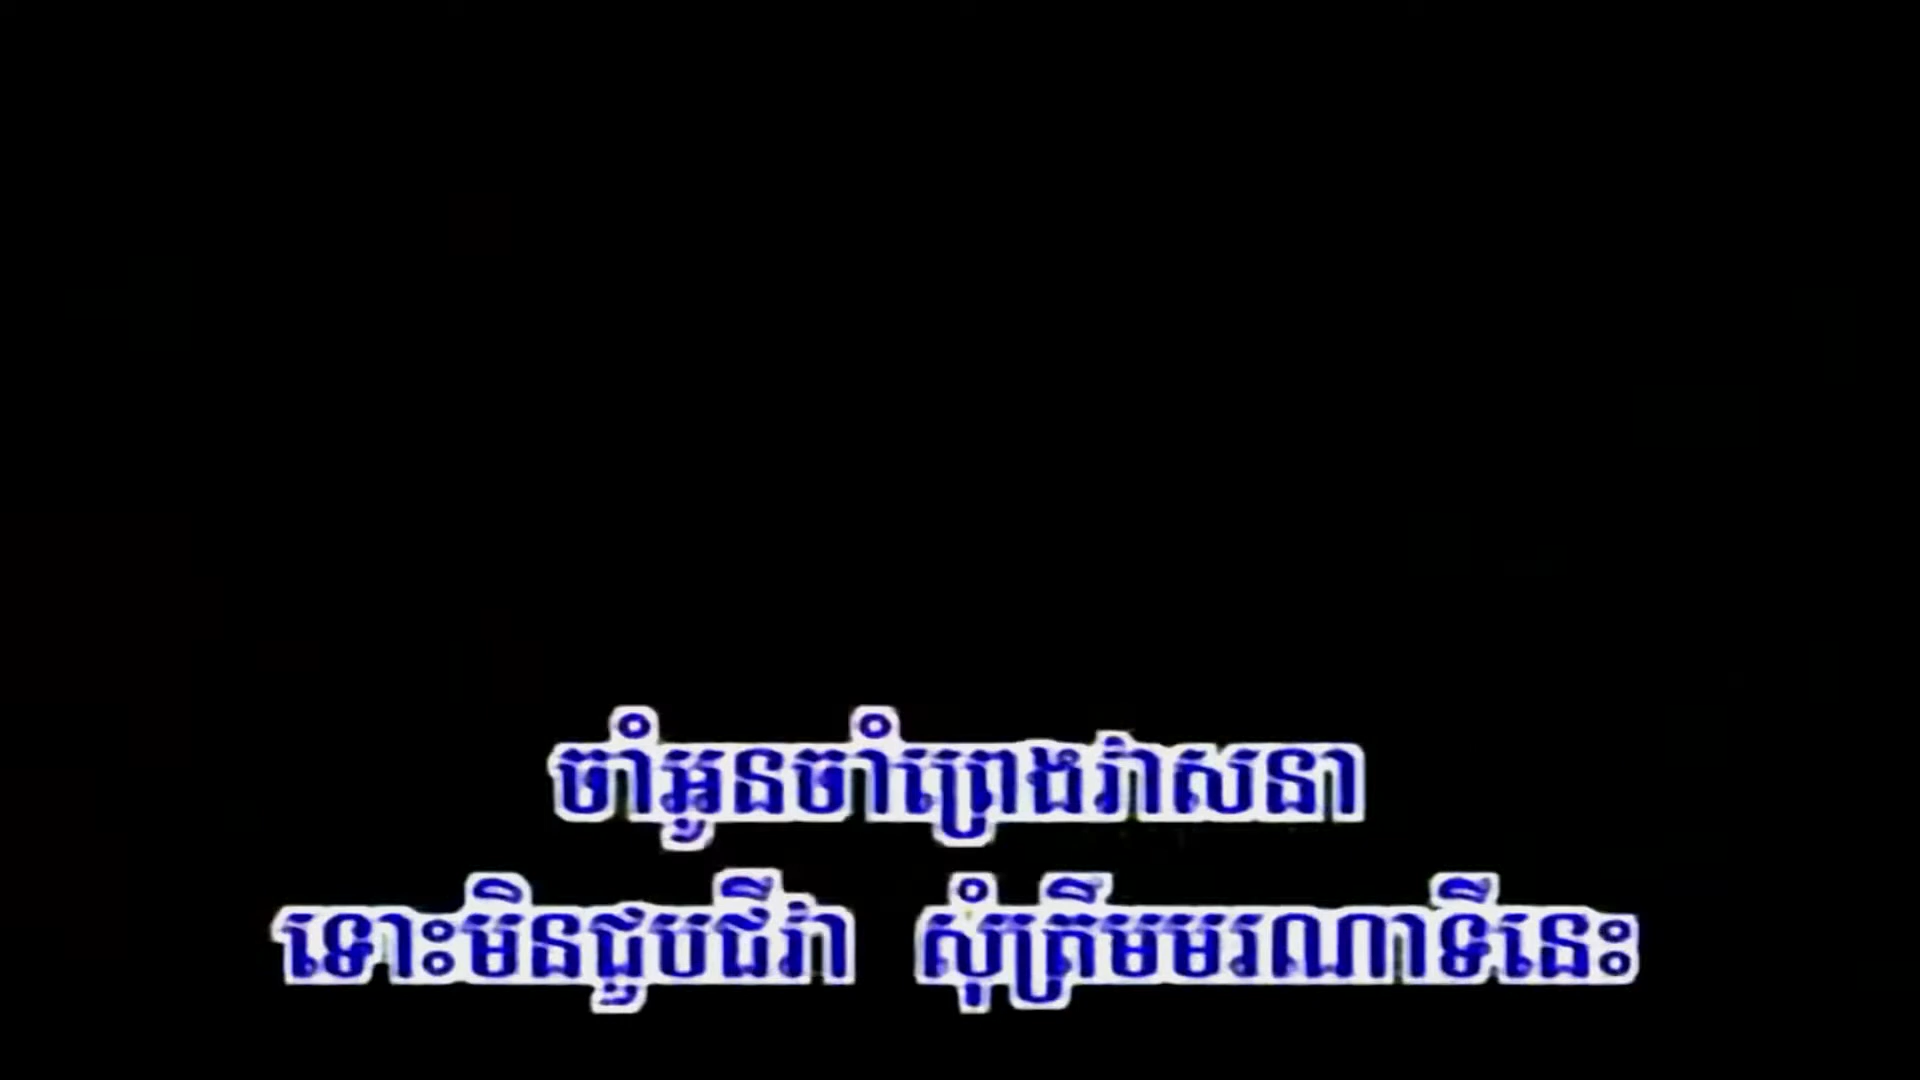 ចាំអូនចាំព្រេងវាសនា
ទោះមិនជួបជីវា សុំត្រឹមមរណាទីនេះ